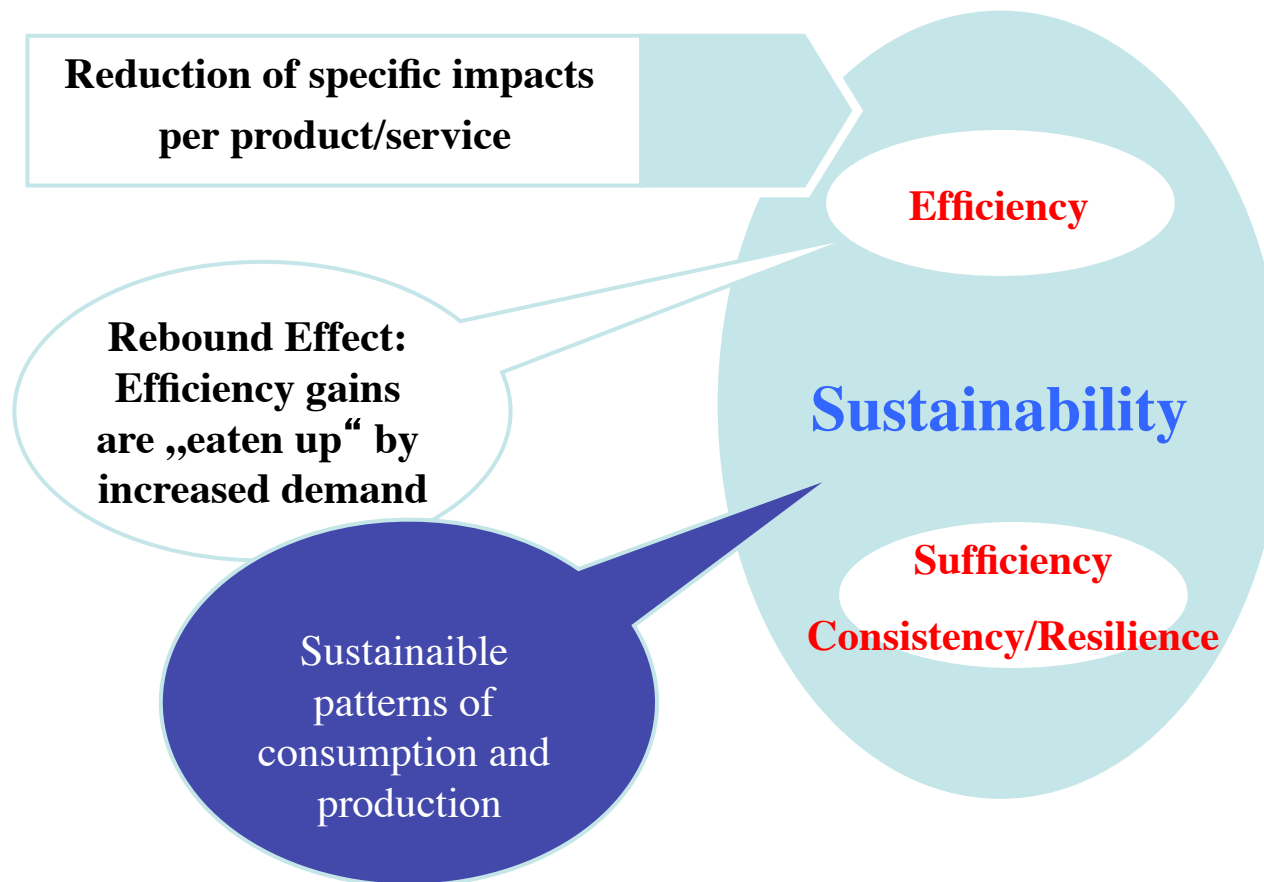 Reduction of specific impacts
per product/service
Efficiency
Rebound Effect:
Efficiency gains
are „eaten up“ by
increased demand
Sustainability
Sufficiency
Consistency/Resilience
Sustainaible
patterns of
consumption and
production